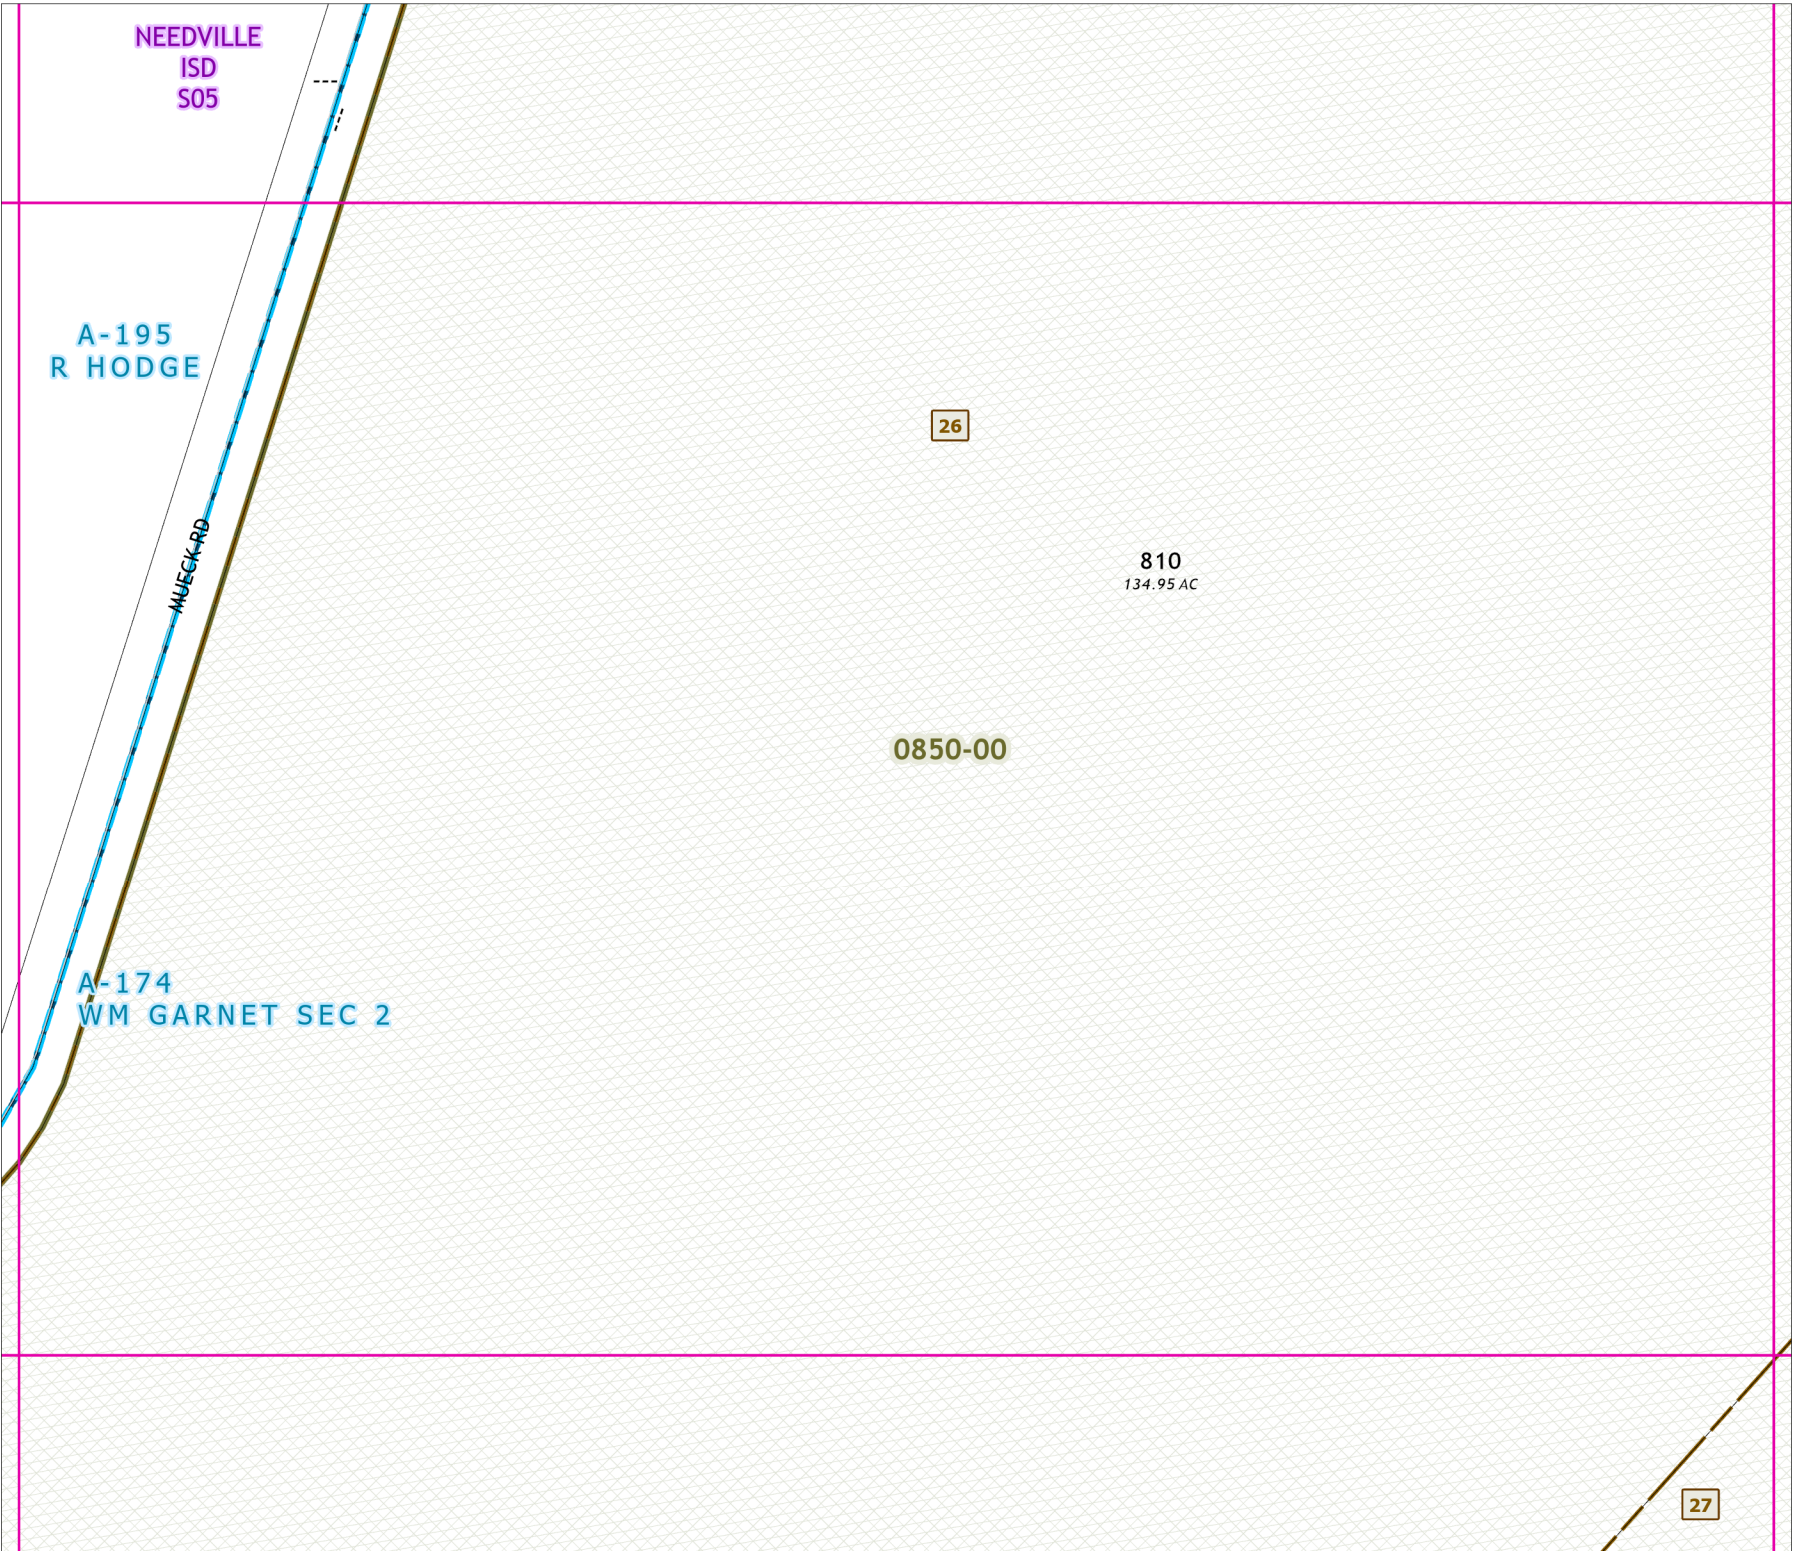 NEEDVILLE
ISD
S05
A-195
R HODGE
26
MUECK RD
810
134.95 AC
0850-00
A-174
WM GARNET SEC 2
27